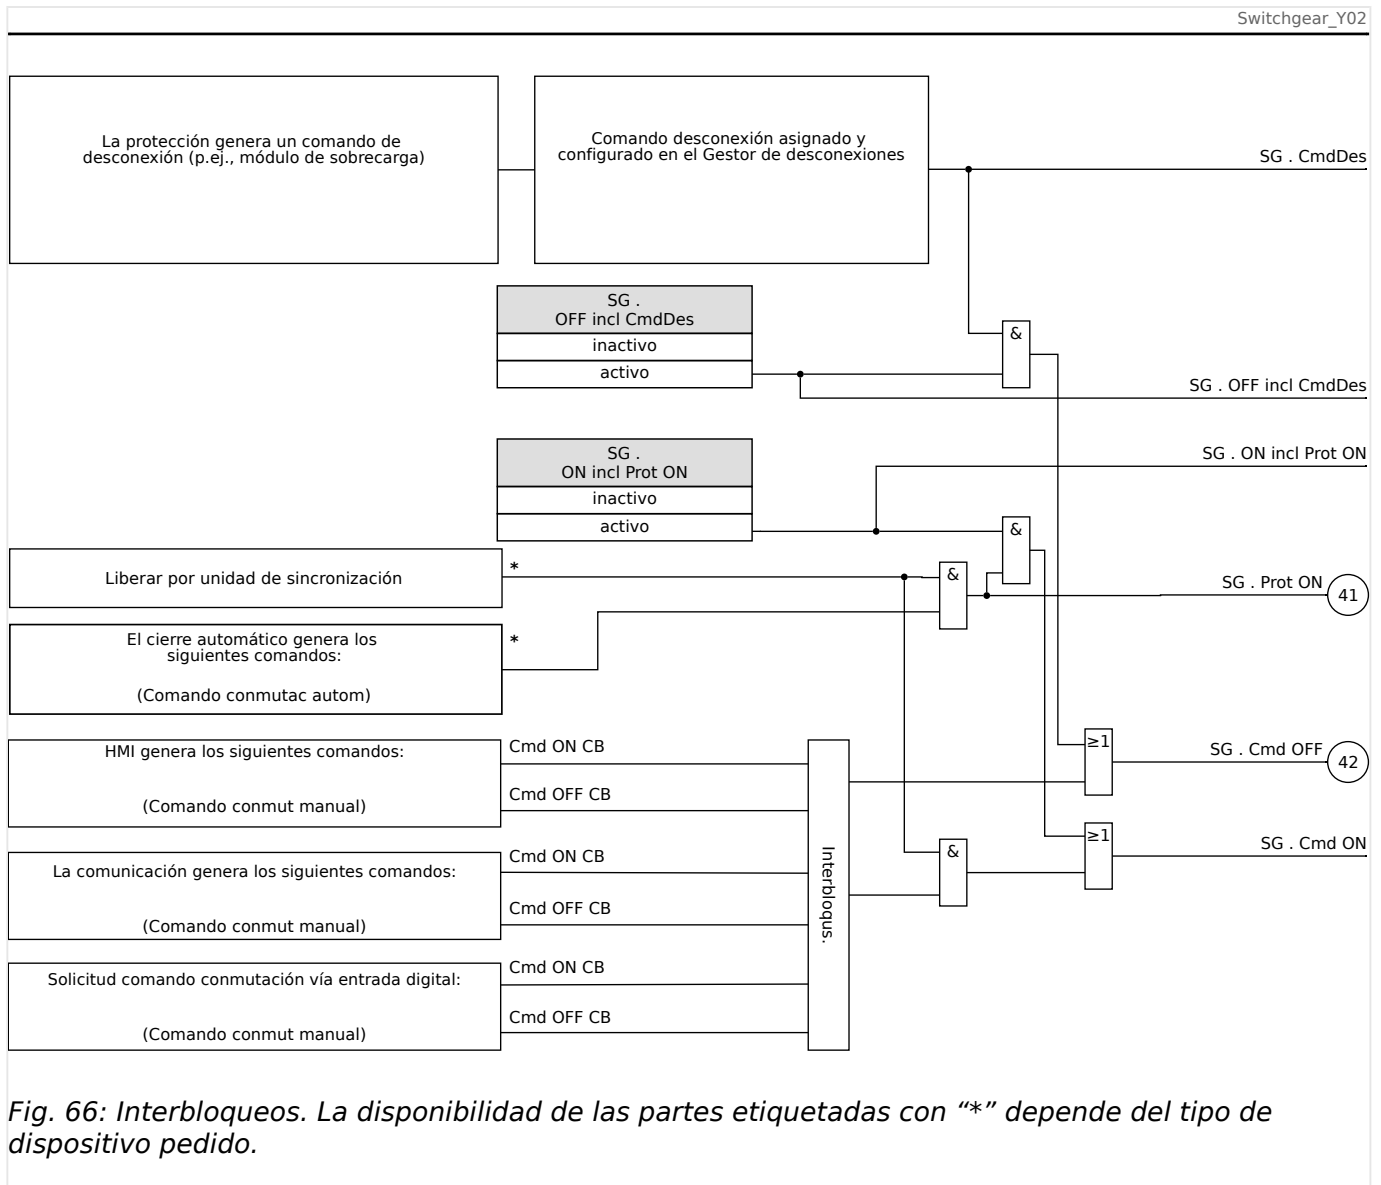 Switchgear_Y02
La protección genera un comando de
desconexión (p.ej., módulo de sobrecarga)
Comando desconexión asignado y
configurado en el Gestor de desconexiones
SG . CmdDes
SG .
OFF incl CmdDes
inactivo
activo
&
SG . OFF incl CmdDes
SG .
ON incl Prot ON
inactivo
activo
SG . ON incl Prot ON
&
Liberar por unidad de sincronización
*
&
SG . Prot ON
41
El cierre automático genera los
siguientes comandos:
(Comando conmutac autom)
*
HMI genera los siguientes comandos:
(Comando conmut manual)
Cmd ON CB
Cmd OFF CB
≥1
SG . Cmd OFF
42
La comunicación genera los siguientes comandos:
(Comando conmut manual)
Cmd ON CB
Cmd OFF CB
Interbloqus.
&
≥1
SG . Cmd ON
Solicitud comando conmutación vía entrada digital:
(Comando conmut manual)
Cmd ON CB
Cmd OFF CB
Fig. 66: Interbloqueos. La disponibilidad de las partes etiquetadas con “*” depende del tipo de
dispositivo pedido.